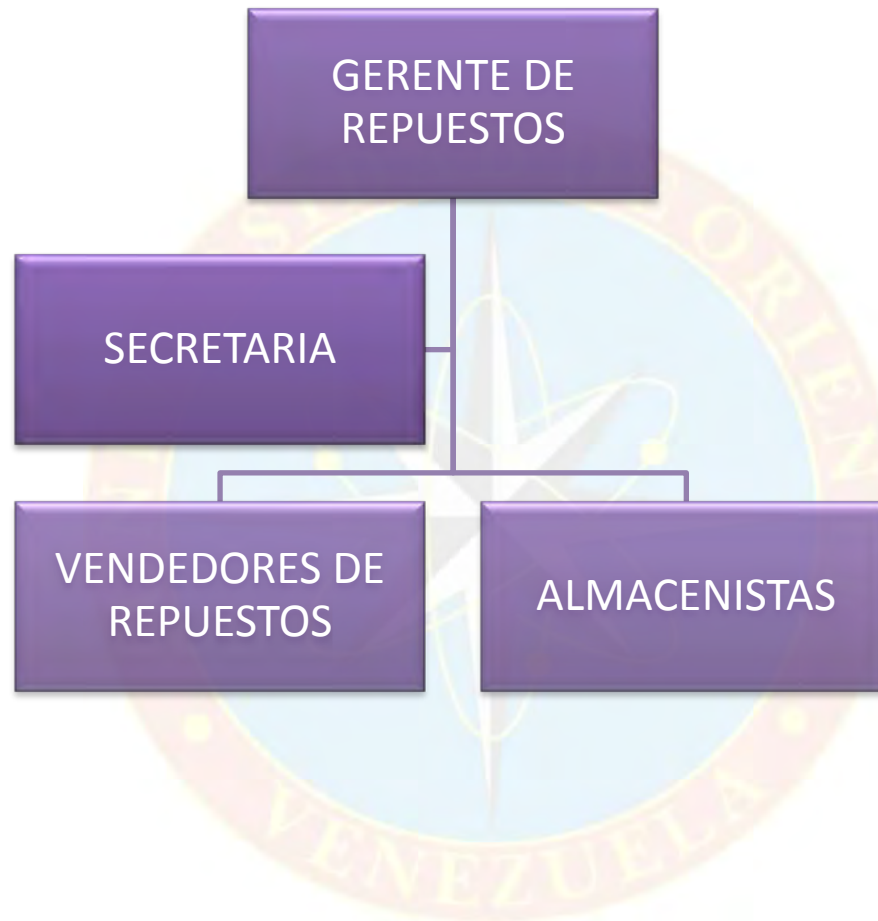 GERENTE DE
REPUESTOS
SECRETARIA
VENDEDORES DE
REPUESTOS
ALMACENISTAS
VENEZUELA